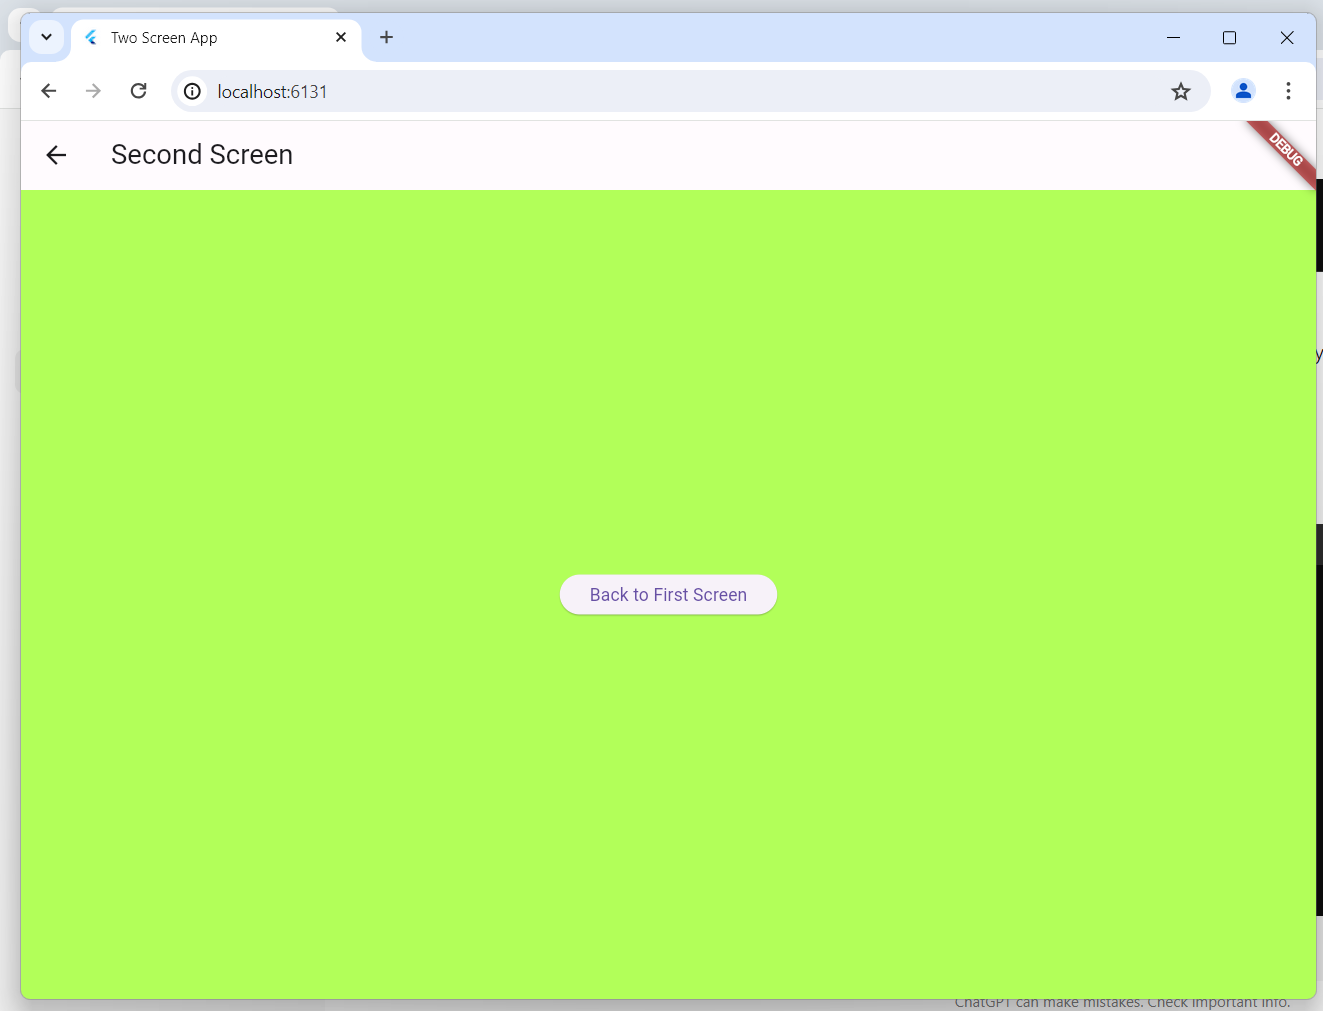 Two Screen App
localhost:6131
Second Screen
DEBUG
Back to First Screen
y
ChatGPT can make mistakes. Check important info.